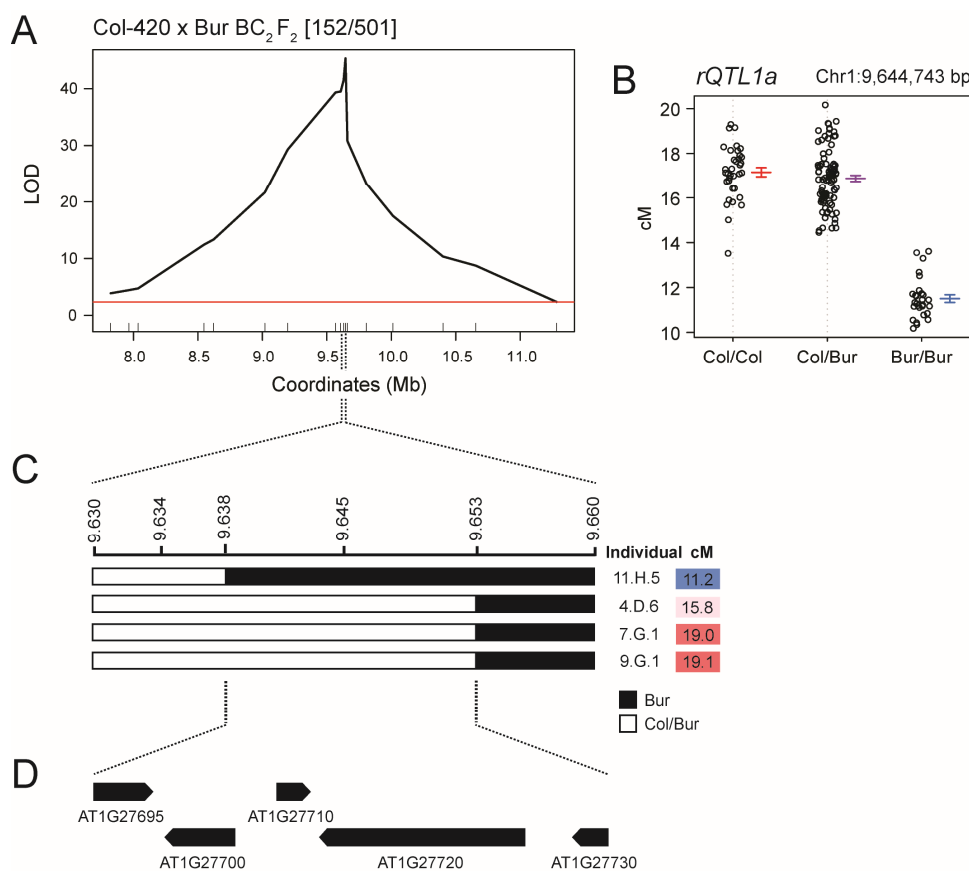 A
Col-420 x Bur BC2F2 [152/501]
LOD
40
30
20
10
0
8.0 8.5 9.0 9.5 10.0 10.5 11.0
Coordinates (Mb)
B
rQTL1a Chr1:9,644,743 bp
cM
20
18
16
14
12
10
Col/Col Col/Bur Bur/Bur
C
9.630 9.634 9.638 9.645 9.653 9.660
Individual cM
11.H.5 11.2
4.D.6 15.8
7.G.1 19.0
9.G.1 19.1
Bur
Col/Bur
D
AT1G27695 AT1G27710
AT1G27700 AT1G27720 AT1G27730